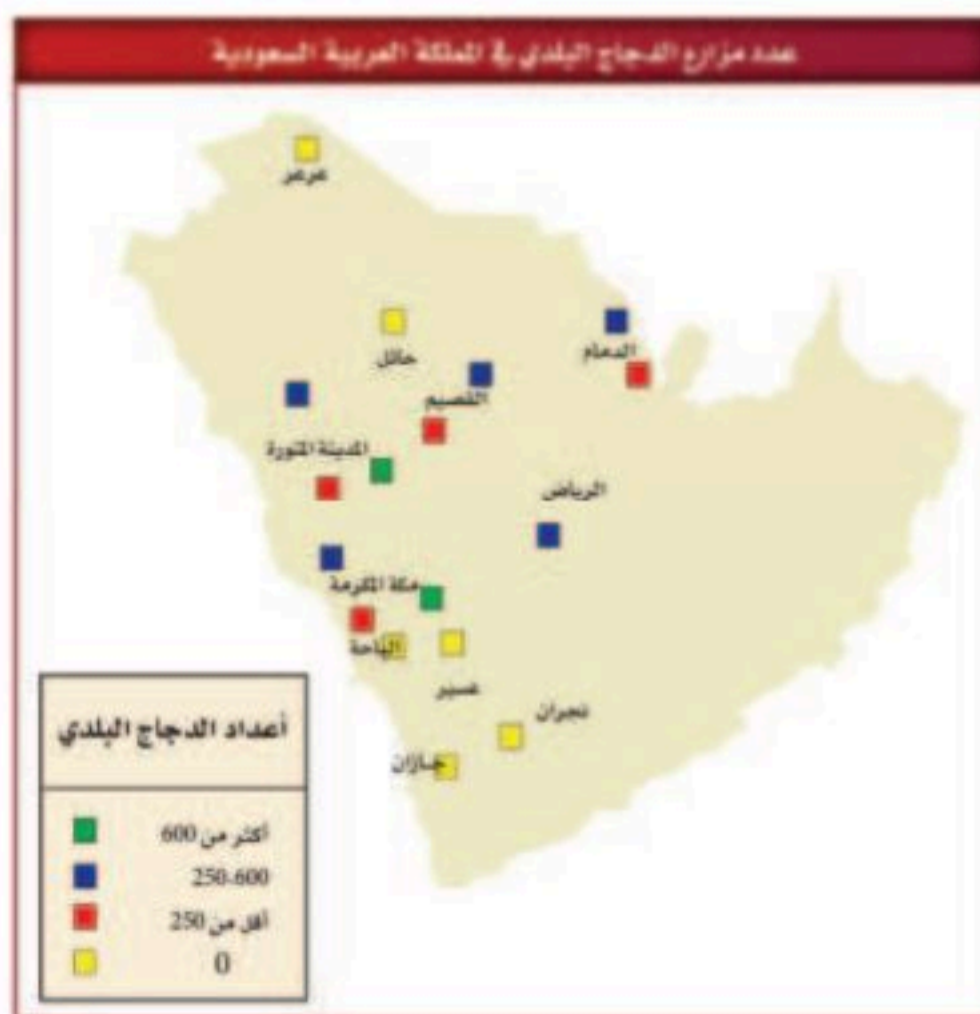 عدد مزارع الدجاج البلدي في المملكة العربية السعودية
عرعر
حائل
الدمام
القصيم
المدينة المنورة
الرياض
مكة المكرمة
الباحة
عسير
نجران
جازان
أعداد الدجاج البلدي
أكثر من 600
250-600
أقل من 250
0